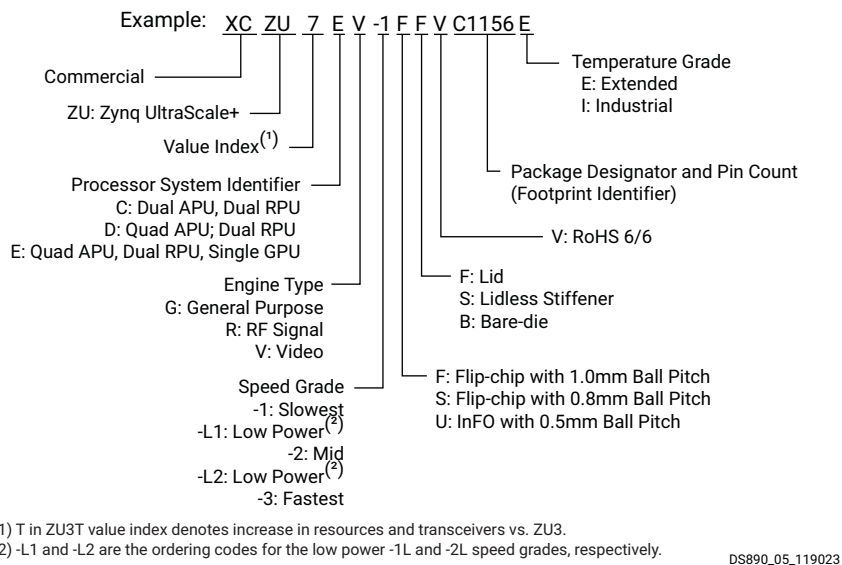 Example: XC ZU 7 E V -1 F F V C1156 E
Commercial
ZU: Zynq UltraScale+
Value Index(1)
Processor System Identifier
C: Dual APU, Dual RPU
D: Quad APU; Dual RPU
E: Quad APU, Dual RPU, Single GPU
Engine Type
G: General Purpose
R: RF Signal
V: Video
Speed Grade
-1: Slowest
-L1: Low Power(2)
-2: Mid
-L2: Low Power(2)
-3: Fastest
Temperature Grade
E: Extended
I: Industrial
Package Designator and Pin Count
(Footprint Identifier)
V: RoHS 6/6
F: Lid
S: Lidless Stiffener
B: Bare-die
F: Flip-chip with 1.0mm Ball Pitch
S: Flip-chip with 0.8mm Ball Pitch
U: InFO with 0.5mm Ball Pitch
1) T in ZU3T value index denotes increase in resources and transceivers vs. ZU3.
2) -L1 and -L2 are the ordering codes for the low power -1L and -2L speed grades, respectively.
DS890_05_119023